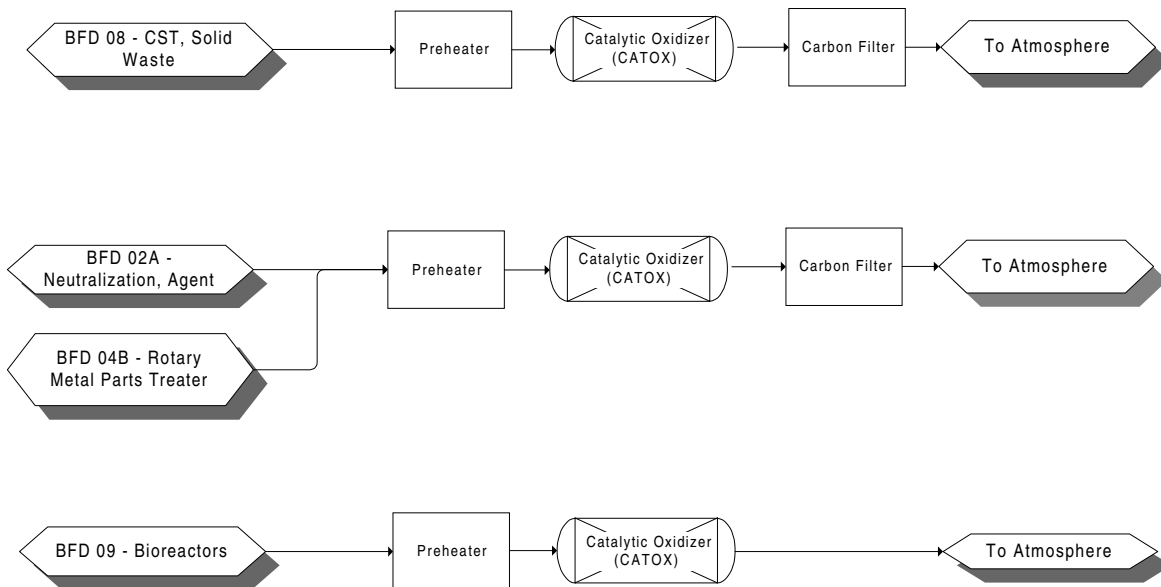 BFD 08 - CST, Solid
Waste
Preheater
Catalytic Oxidizer
(CATOX)
Carbon Filter
To Atmosphere
BFD 02A -
Neutralization, Agent
Preheater
Catalytic Oxidizer
(CATOX)
Carbon Filter
To Atmosphere
BFD 04B - Rotary
Metal Parts Treater
BFD 09 - Bioreactors
Preheater
Catalytic Oxidizer
(CATOX)
To Atmosphere